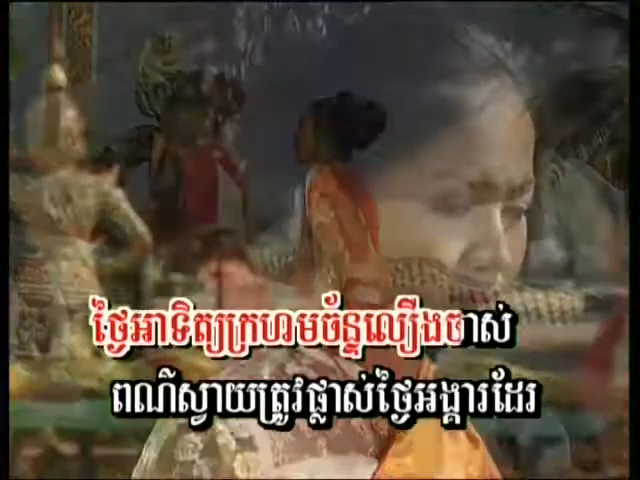 ថ្ងៃអាទិត្យក្រហមច័ន្ទលឿងចាស់
ពណ៌ស្វាយត្រូវផ្លាស់ថ្ងៃអង្គារដែរ